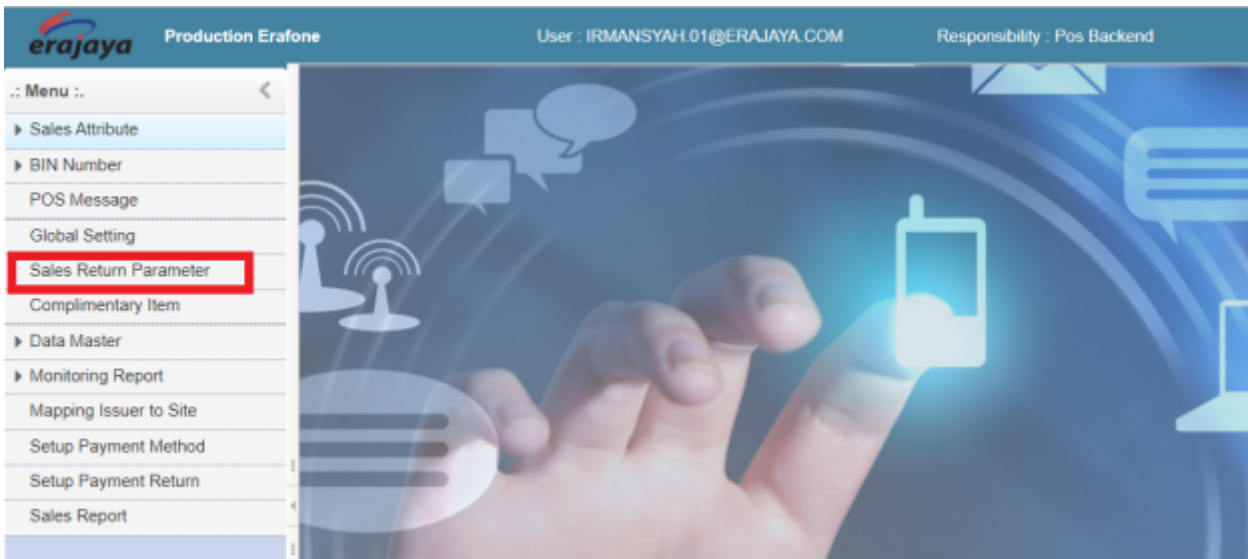 erajaya
Production Erafone
User : IRMANSYAH.01@ERAJAYA.COM
Responsibility : Pos Backend
.: Menu :.
Sales Attribute
BIN Number
POS Message
Global Setting
Sales Return Parameter
Complimentary Item
Data Master
Monitoring Report
Mapping Issuer to Site
Setup Payment Method
Setup Payment Return
Sales Report